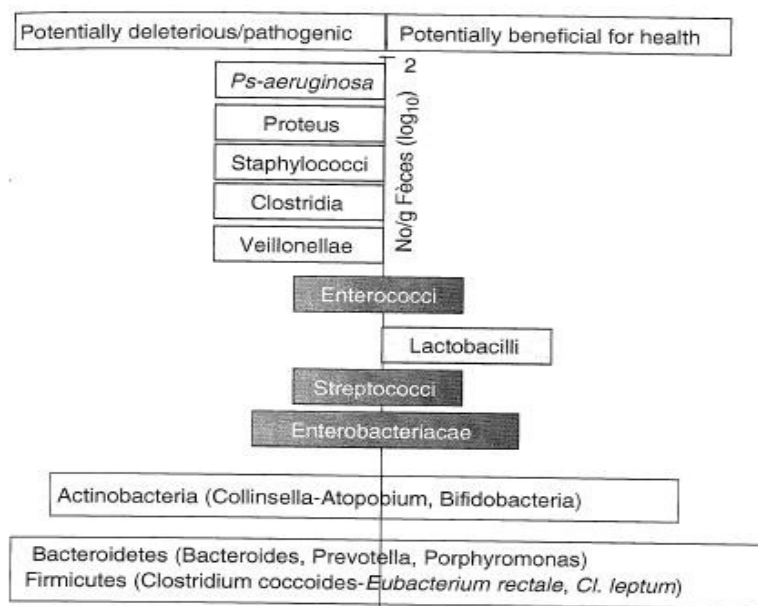 Potentially deleterious/pathogenic
Potentially beneficial for health
2
Ps-aeruginosa
Proteus
Staphylococci
Clostridia
Veillonellae
No/g Fèces (log10)
Enterococci
Lactobacilli
Streptococci
Enterobacteriacae
Actinobacteria (Collinsella-Atopobium, Bifidobacteria)
Bacteroidetes (Bacteroides, Prevotella, Porphyromonas)
Firmicutes (Clostridium coccoides-Eubacterium rectale, Cl. leptum)